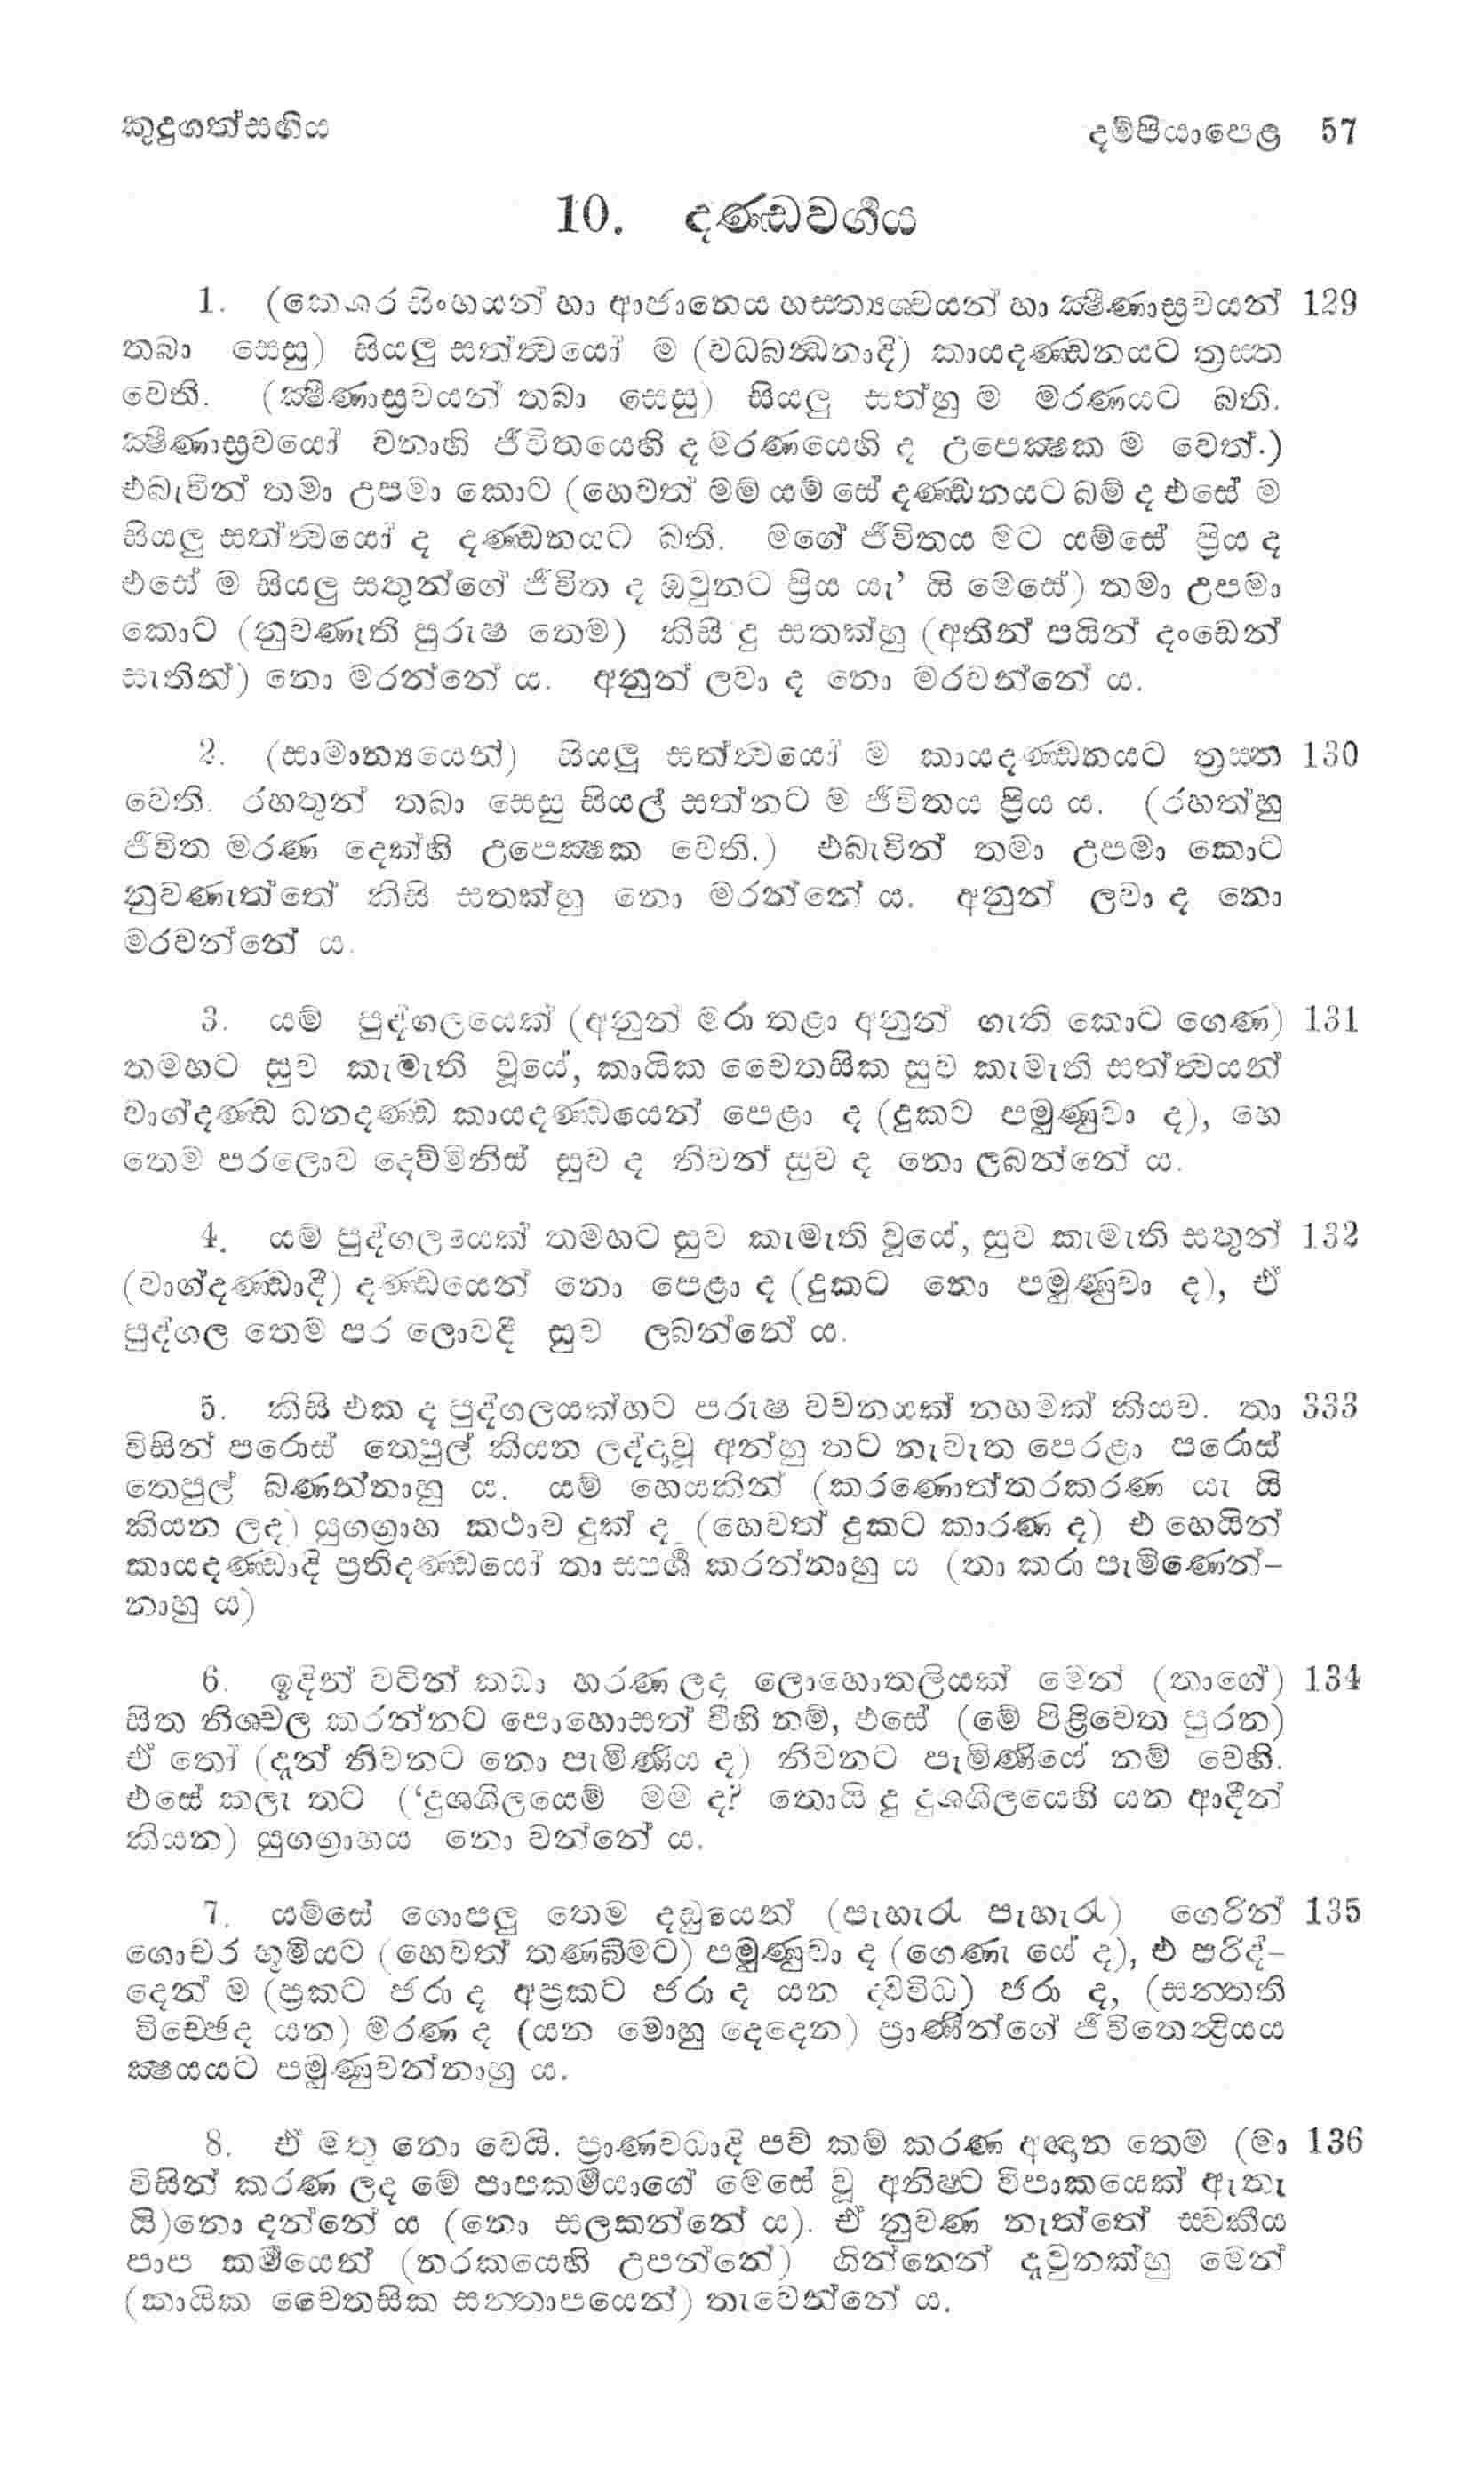 කුදුගත්සඟිය දම්පියාපෙළ 57
10. දණ්ඩවර්‍ගය
1. (කෙශර සිංහයන් හා ආජානෙය හස්ත්‍යශ්වයන් හා ක්‍ෂීණාස්‍රවයන් 129
තබා සෙසු) සියලු සත්ත්‍වයෝ ම (වධබන්‍ධනාදි) කායදණ්ඩනයට ත්‍රස්ත
වෙති. (ක්‍ෂීණාස්‍රවයන් තබා සෙසු) සියලු සත්හු ම මරණයට බති.
ක්‍ෂීණාස්‍රවයෝ වනාහි ජීවිතයෙහි ද මරණයෙහි ද උපෙක්‍ෂක ම වෙත්.)
එබැවින් තමා උපමා කොට (හෙවත් මම් යම් සේ දණ්ඩනයට බම් ද එසේ ම
සියලු සත්ත්‍වයෝ ද දණ්ඩනයට බති. මගේ ජීවිතය මට යම්සේ ප්‍රිය ද
එසේ ම සියලු සතුන්ගේ ජීවිත ද ඔවුනට ප්‍රිය යැ’ යි මෙසේ) තමා උපමා
කොට (නුවණැති පුරුෂ තෙම) කිසි දු සතක්හු (අතින් පයින් දංඩෙන්
සැතින්) නො මරන්නේ ය. අනුන් ලවා ද නො මරවන්නේ ය.
2. (සාමාන්‍යයෙන්) සියලු සත්ත්‍වයෝ ම කායදණ්ඩනයට ත්‍රස්ත 130
වෙති. රහතුන් තබා සෙසු සියල් සත්නට ම ජීවිතය ප්‍රිය ය. (රහත්හු
ජීවිත මරණ දෙක්හි උපෙක්‍ෂක වෙති.) එබැවින් තමා උපමා කොට
නුවණැත්තේ කිසි සතක්හු නො මරන්නේ ය. අනුන් ලවා ද නො
මරවන්නේ ය.
3. යම් පුද්ගලයෙක් (අනුන් මරා තළා අනුන් ගැති කොට ගෙණ) 131
තමහට සුව කැමැති වූයේ, කායික චෛතසික සුව කැමැති සත්ත්‍වයන්
වාග්දණ්ඩ ධනදණ්ඩ කායදණ්ඩයෙන් පෙළා ද (දුකට පමුණුවා ද), හෙ
තෙම පරලොව දෙව්මිනිස් සුව ද නිවන් සුව ද නො ලබන්නේ ය.
4. යම් පුද්ගලයෙක් තමහට සුව කැමැති වූයේ, සුව කැමැති සතුන් 132
(වාග්දණ්ඩාදී) දණ්ඩයෙන් නො පෙළා ද (දුකට නො පමුණුවා ද), ඒ
පුද්ගල තෙම පර ලොවදී සුව ලබන්නේ ය.
5. කිසි එක ද පුද්ගලයක්හට පරුෂ වචනයක් නහමක් කියව. තා 333
විසින් පරොස් තෙපුල් කියන ලද්දාවූ අන්හු තට නැවැත පෙරළා පරොස්
තෙපුල් බණන්නාහු ය. යම් හෙයකින් (කරණොත්තරකරණ යැ යි
කියන ලද) යුගග්‍රාහ කථාව දුක් ද (හෙවත් දුකට කාරණ ද) එ හෙයින්
කායදණ්ඩාදි ප්‍රතිදණ්ඩයෝ තා ස්පර්‍ශ කරන්නාහු ය (තා කරා පැමිණෙන්-
නාහු ය)
6. ඉදින් වටින් කඩා හරණ ලද ලොහොතලියක් මෙන් (තාගේ) 134
සිත නිශ්චල කරන්නට පොහොසත් වීහි නම්, එසේ (මේ පිළිවෙත පුරන)
ඒ තෝ (දැන් නිවනට නො පැමිණිය ද) නිවනට පැමිණියේ නම් වෙහි.
එසේ කලැ තට (‘දුශ්ශීලයෙම් මම ද? තොයි දු දුශ්ශීලයෙහි යන ආදීන්
කියන) යුගග්‍රාහය නො වන්නේ ය.
7. යම්සේ ගොපලු තෙම දඬුයෙන් (පැහැරැ පැහැරැ) ගෙරින් 135
ගොචර භූමියට (හෙවත් තණබිමට) පමුණුවා ද (ගෙණැ යේ ද), එ පරිද්-
දෙන් ම (ප්‍රකට ජරා ද අප්‍රකට ජරා ද යන ද්විවිධ) ජරා ද, (සන්තති
විච්ඡේද යන) මරණ ද (යන මොහු දෙදෙන) ප්‍රාණීන්ගේ ජීවිතෙන්‍ද්‍රියය
ක්‍ෂයයට පමුණුවන්නාහු ය.
8. ඒ මතු නො වෙයි. ප්‍රාණවධාදි පව් කම් කරණ අඥාන තෙම (මා 136
විසින් කරණ ලද මේ පාපකර්‍මයාගේ මෙසේ වූ අනිෂ්ට විපාකයෙක් ඇතැ
යි)නො දන්නේ ය (නො සලකන්නේ ය). ඒ නුවණ නැත්තේ ස්වකීය
පාප කර්‍මයෙන් (නරකයෙහි උපන්නේ) ගින්නෙන් දැවුනක්හු මෙන්
(කායික චෛතසික සන්තාපයෙන්) තැවෙන්නේ ය.